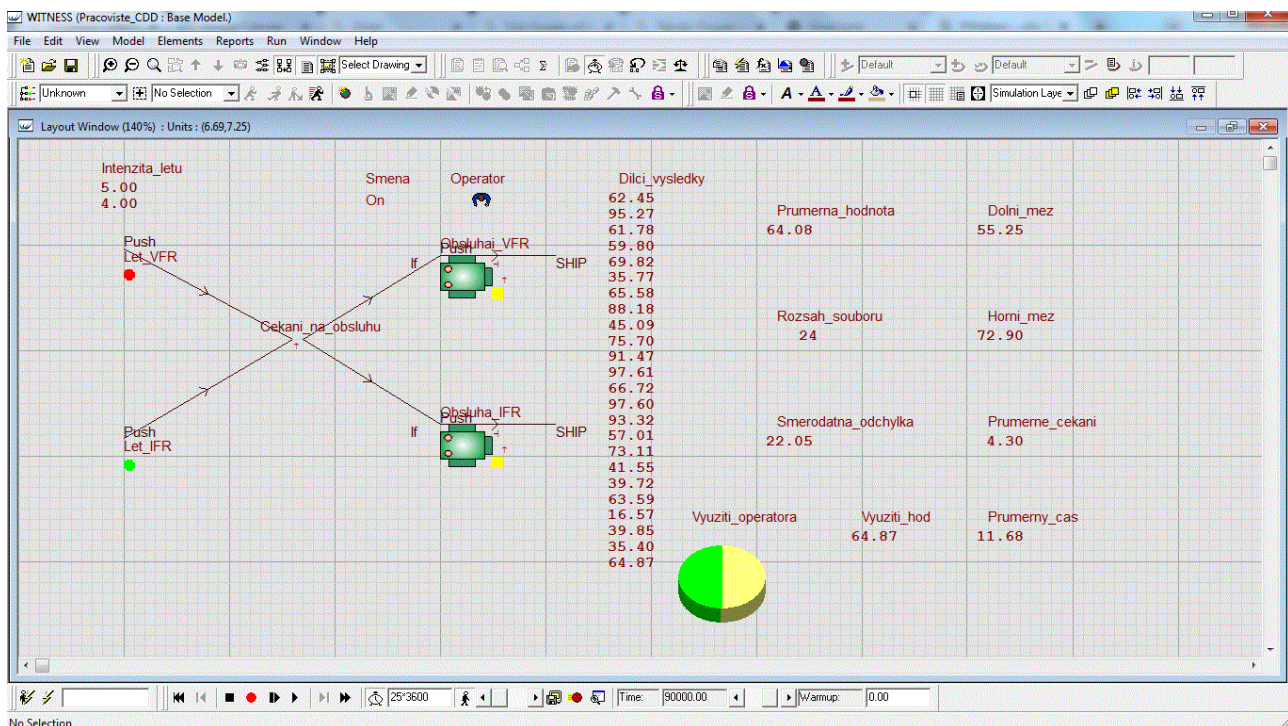 WITNESS (Pracoviste_CDD : Base Model.)
File Edit View Model Elements Reports Run Window Help
Select Drawing Default Default
Unknown No Selection A A Simulation Laye
Layout Window (140%) : Units : (6.69,7.25)
Intenzita_letu
5.00
4.00
Smena Operator
On
Dilci_vysledky
62.45
95.27
61.78
59.80
69.82
35.77
65.58
88.18
45.09
75.70
91.47
97.61
66.72
97.60
93.32
57.01
73.11
41.55
39.72
63.59
16.57
39.85
35.40
64.87
Prumerna_hodnota
64.08
Dolni_mez
55.25
Push
Let_VFR
Obsluhai_VFR
Push
If
SHIP
Cekani_na_obsluhu
Rozsah_souboru
24
Horni_mez
72.90
Push
Let_IFR
Obsluha_IFR
Push
If
SHIP
Smerodatna_odchylka
22.05
Prumerne_cekani
4.30
Vyuziti_operatora
Vyuziti_hod
64.87
Prumerny_cas
11.68
25*3600 Time: 90000.00 Warmup: 0.00
No Selection